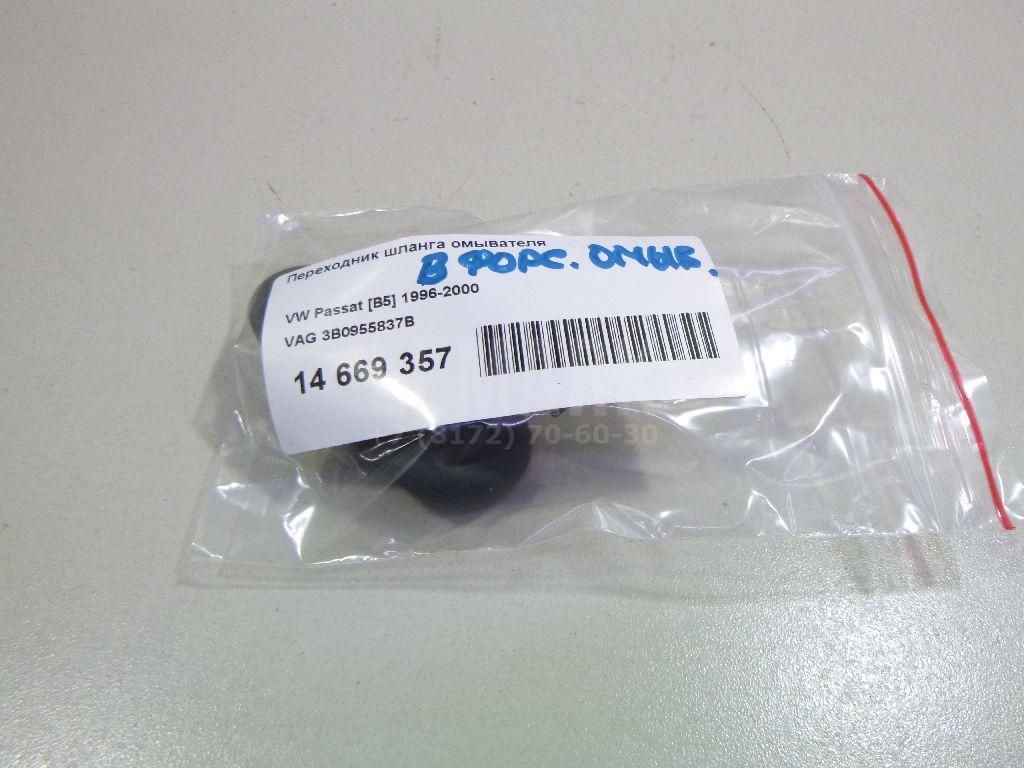 Переходник шланга омывателя
В ФОРС. ОМЫВ.
VW Passat [B5] 1996-2000
VAG 3B0955837B
14 669 357
(8172) 70-60-30